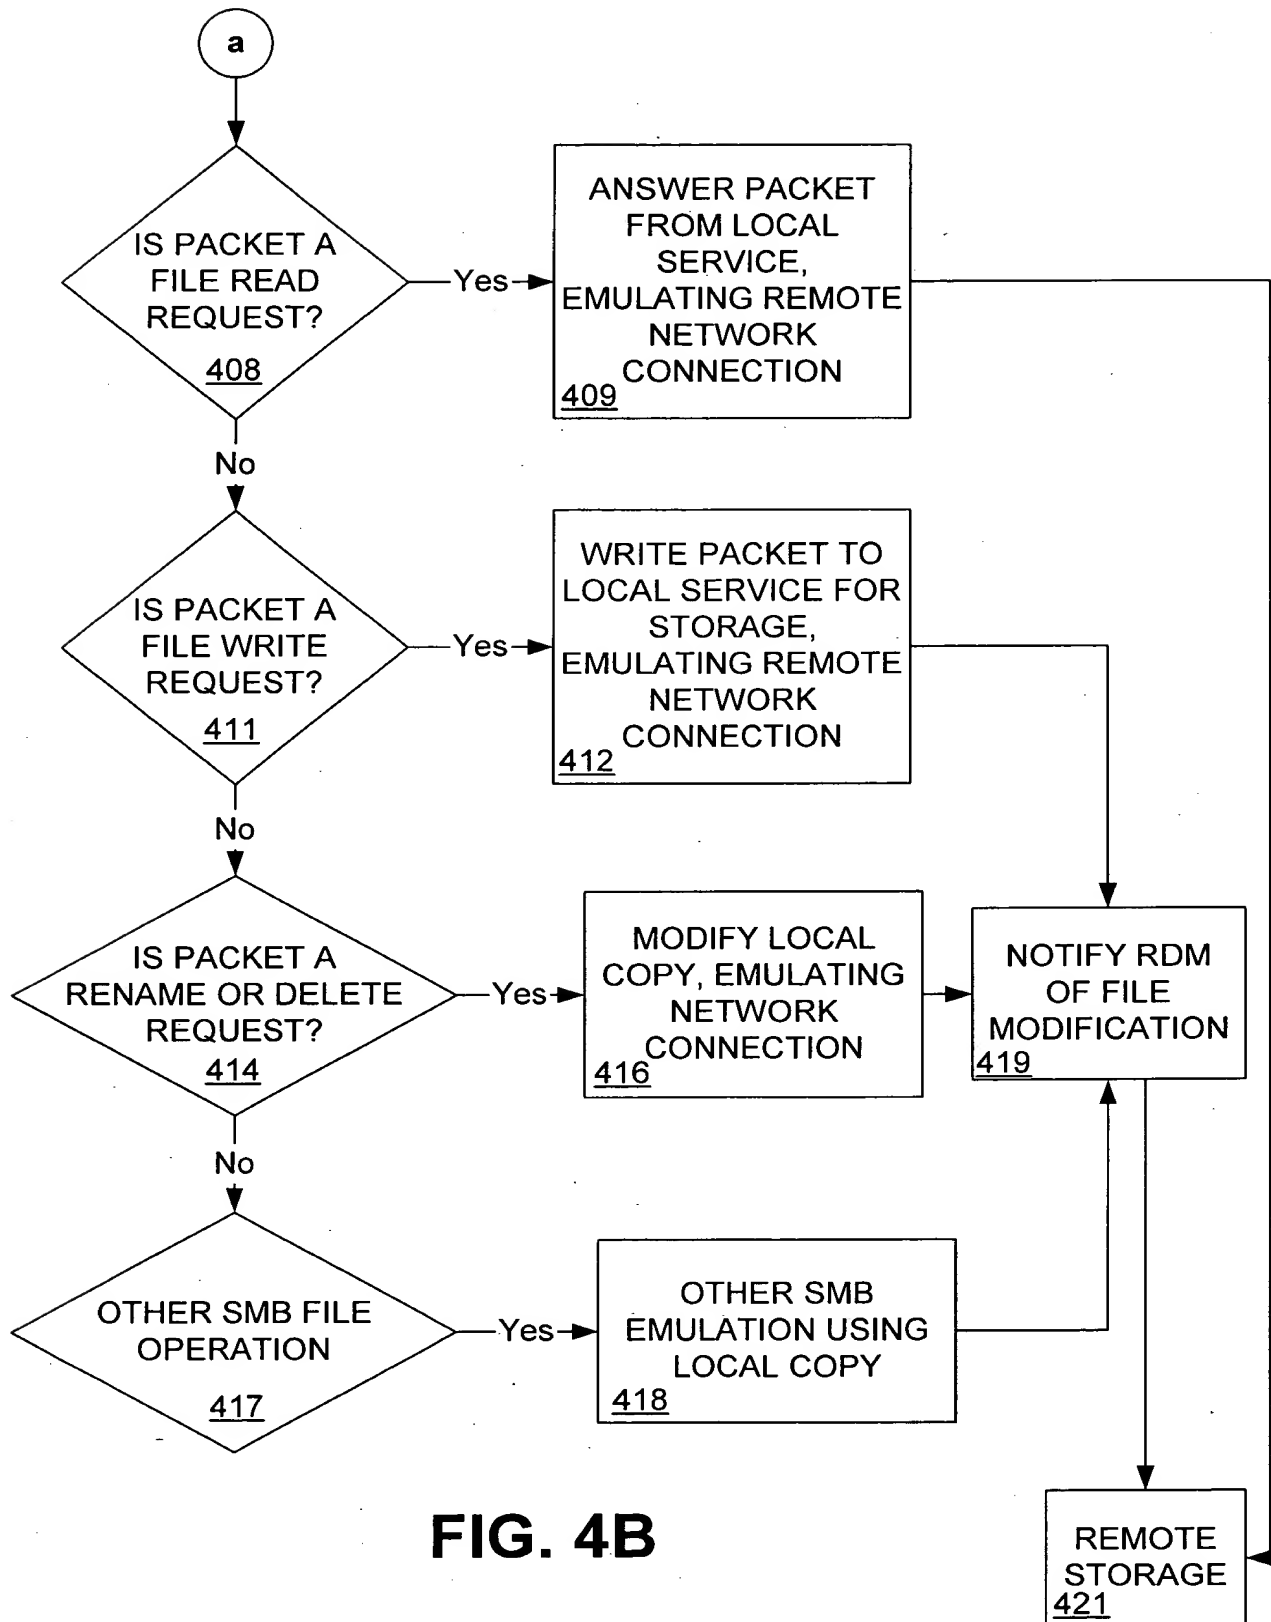 a
IS PACKET A
FILE READ
REQUEST?
408
Yes
ANSWER PACKET
FROM LOCAL
SERVICE,
EMULATING REMOTE
NETWORK
CONNECTION
409
No
IS PACKET A
FILE WRITE
REQUEST?
411
Yes
WRITE PACKET TO
LOCAL SERVICE FOR
STORAGE,
EMULATING REMOTE
NETWORK
CONNECTION
412
No
IS PACKET A
RENAME OR DELETE
REQUEST?
414
Yes
MODIFY LOCAL
COPY, EMULATING
NETWORK
CONNECTION
416
NOTIFY RDM
OF FILE
MODIFICATION
419
No
OTHER SMB FILE
OPERATION
417
Yes
OTHER SMB
EMULATION USING
LOCAL COPY
418
REMOTE
STORAGE
421
FIG. 4B